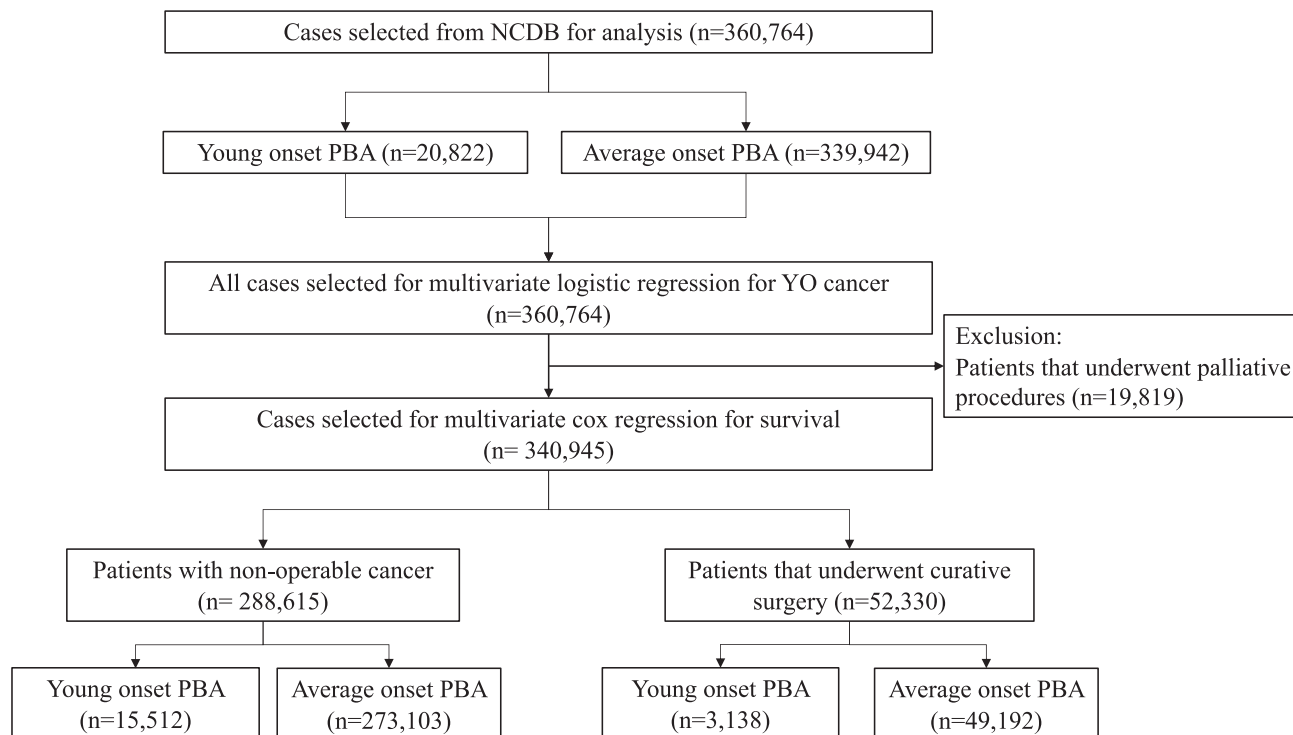 Cases selected from NCDB for analysis (n=360,764)
Young onset PBA (n=20,822)
Average onset PBA (n=339,942)
All cases selected for multivariate logistic regression for YO cancer
(n=360,764)
Exclusion:
Patients that underwent palliative
procedures (n=19,819)
Cases selected for multivariate cox regression for survival
(n= 340,945)
Patients with non-operable cancer
(n= 288,615)
Patients that underwent curative
surgery (n=52,330)
Young onset PBA
(n=15,512)
Average onset PBA
(n=273,103)
Young onset PBA
(n=3,138)
Average onset PBA
(n=49,192)